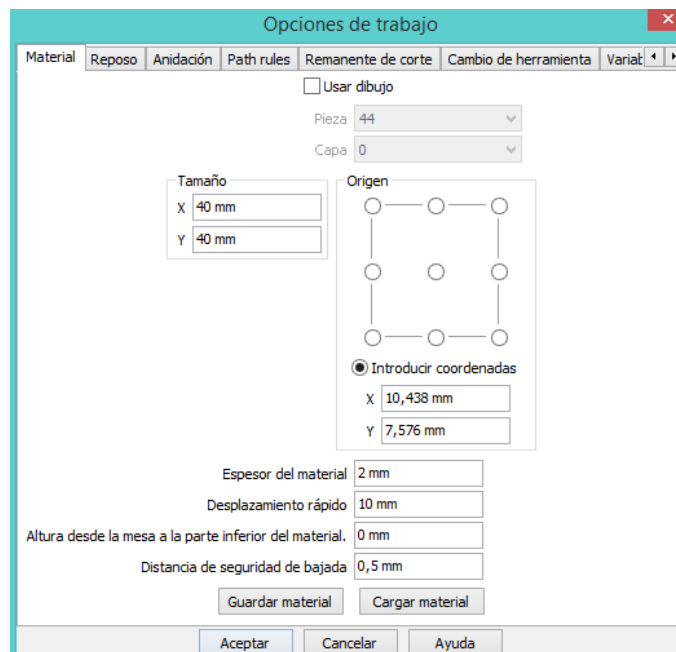 Opciones de trabajo
Material Reposo Anidación Path rules Remanente de corte Cambio de herramienta
Usar dibujo
Pieza 44
Capa 0
Tamaño
X 40 mm
Y 40 mm
Origen
Introducir coordenadas
X 10,438 mm
Y 7,576 mm
Espesor del material 2 mm
Desplazamiento rápido 10 mm
Altura desde la mesa a la parte inferior del material. 0 mm
Distancia de seguridad de bajada 0,5 mm
Guardar material Cargar material
Aceptar Cancelar Ayuda